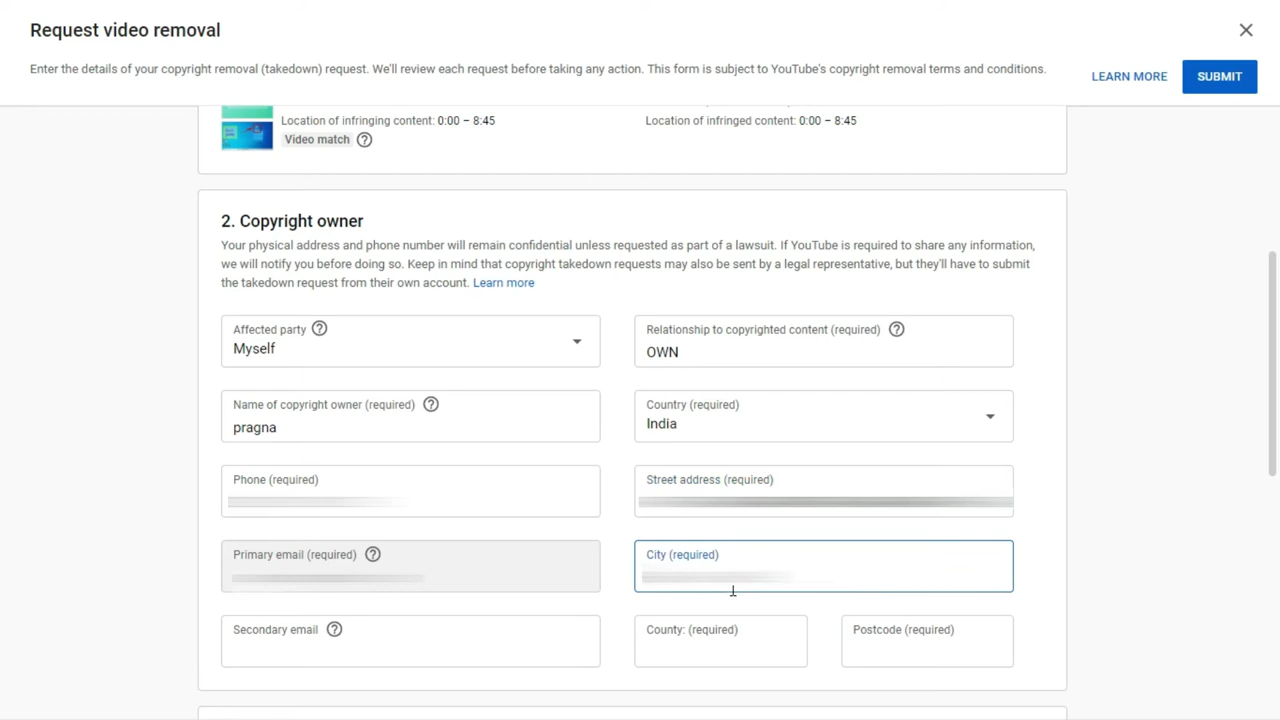 Request video removal
Enter the details of your copyright removal (takedown) request. We'll review each request before taking any action. This form is subject to YouTube's copyright removal terms and conditions.
LEARN MORE
SUBMIT
Location of infringing content: 0:00 – 8:45
Location of infringed content: 0:00 – 8:45
Video match
2. Copyright owner
Your physical address and phone number will remain confidential unless requested as part of a lawsuit. If YouTube is required to share any information,
we will notify you before doing so. Keep in mind that copyright takedown requests may also be sent by a legal representative, but they'll have to submit
the takedown request from their own account. Learn more
Affected party
Myself
Relationship to copyrighted content (required)
OWN
Name of copyright owner (required)
pragna
Country (required)
India
Phone (required)
Street address (required)
Primary email (required)
City (required)
Secondary email
County: (required)
Postcode (required)